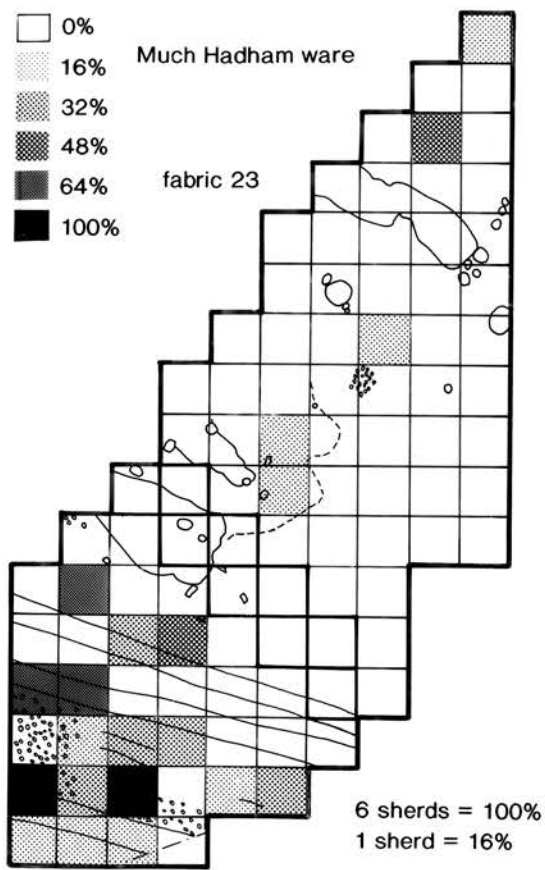 0%
16%
32%
48%
64%
100%
Much Hadham ware
fabric 23
6 sherds = 100%
1 sherd = 16%